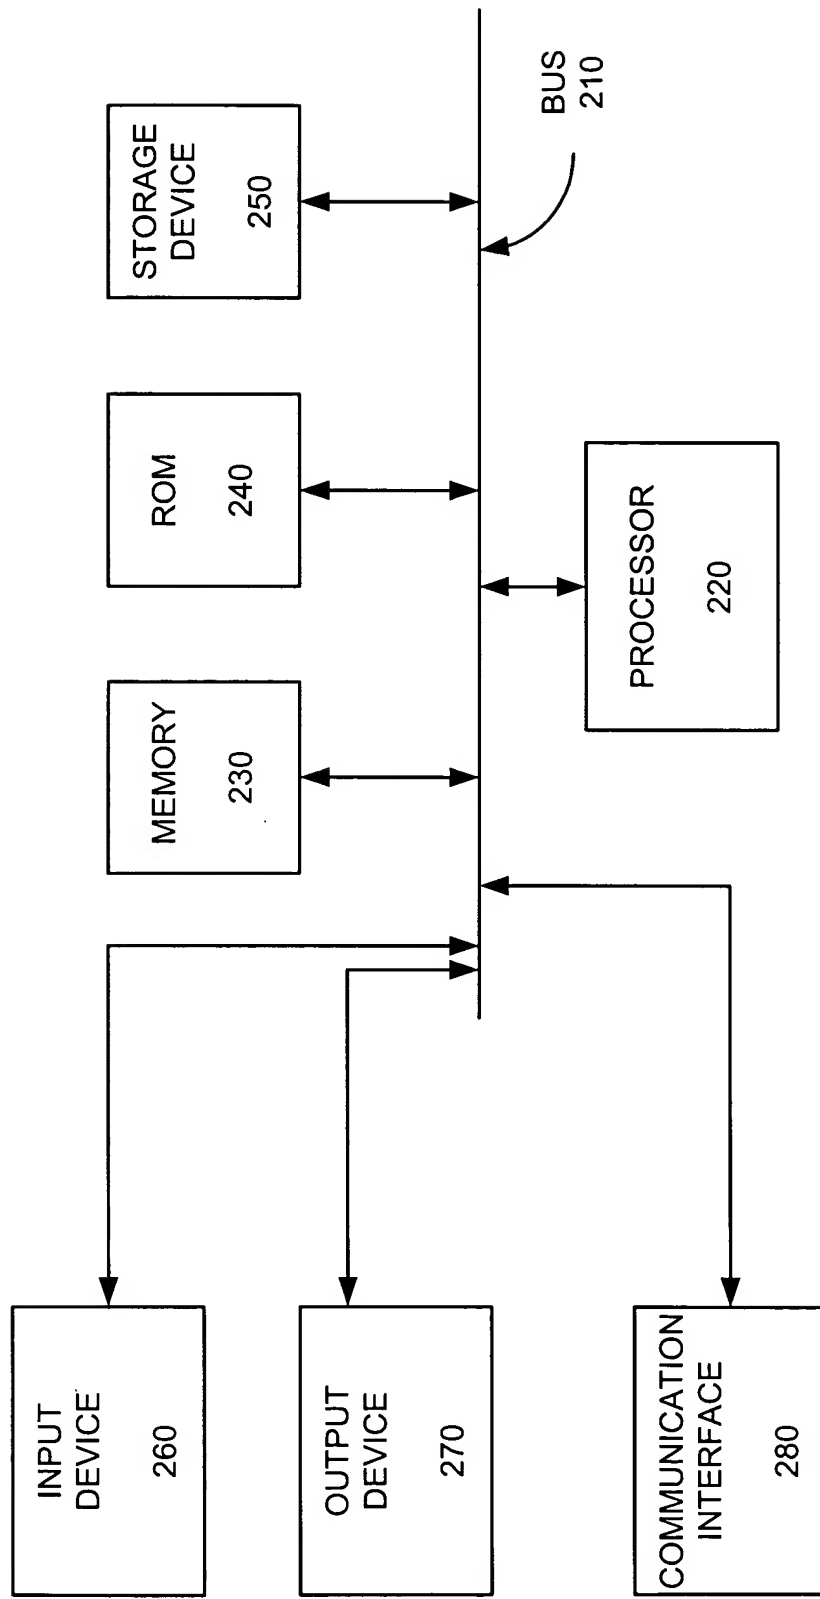 INPUT
DEVICE
260
OUTPUT
DEVICE
270
COMMUNICATION
INTERFACE
280
MEMORY
230
ROM
240
STORAGE
DEVICE
250
PROCESSOR
220
BUS
210